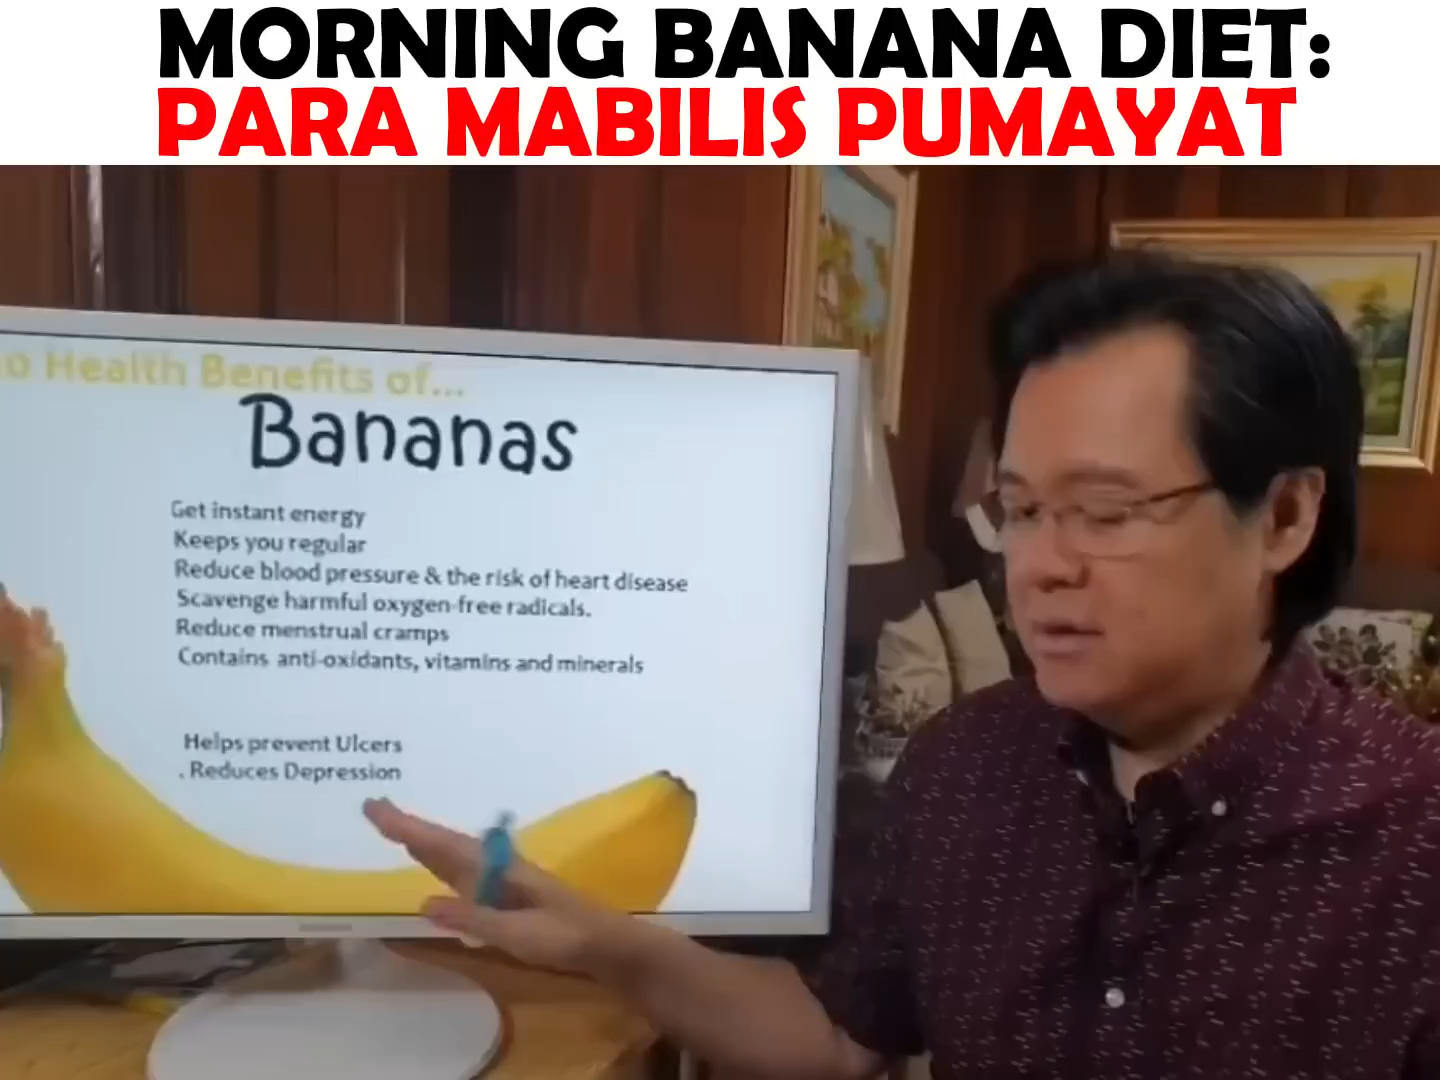 MORNING BANANA DIET:
PARA MABILIS PUMAYAT
Health Benefits of...
Bananas
Get instant energy
Keeps you regular
Reduce blood pressure & the risk of heart disease
Scavenge harmful oxygen-free radicals.
Reduce menstrual cramps
Contains anti-oxidants, vitamins and minerals
Helps prevent Ulcers
. Reduces Depression